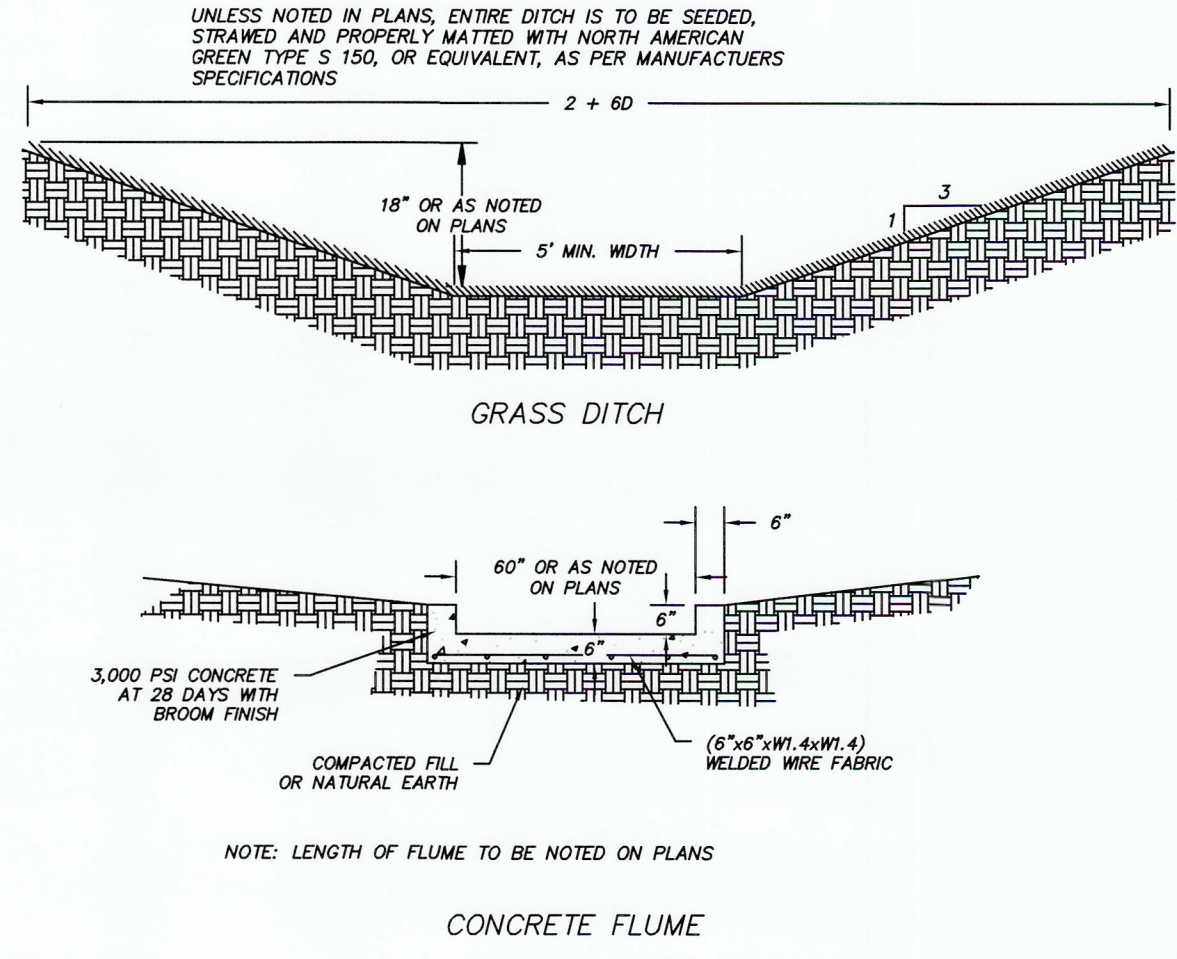 UNLESS NOTED IN PLANS, ENTIRE DITCH IS TO BE SEEDED,
STRAWED AND PROPERLY MATTED WITH NORTH AMERICAN
GREEN TYPE S 150, OR EQUIVALENT, AS PER MANUFACTUERS
SPECIFICATIONS
2 + 6D
18" OR AS NOTED
ON PLANS
3
1
5' MIN. WIDTH
GRASS DITCH
6"
60" OR AS NOTED
ON PLANS
6"
6"
3,000 PSI CONCRETE
AT 28 DAYS WITH
BROOM FINISH
(6"x6"xW1.4xW1.4)
WELDED WIRE FABRIC
COMPACTED FILL
OR NATURAL EARTH
NOTE: LENGTH OF FLUME TO BE NOTED ON PLANS
CONCRETE FLUME